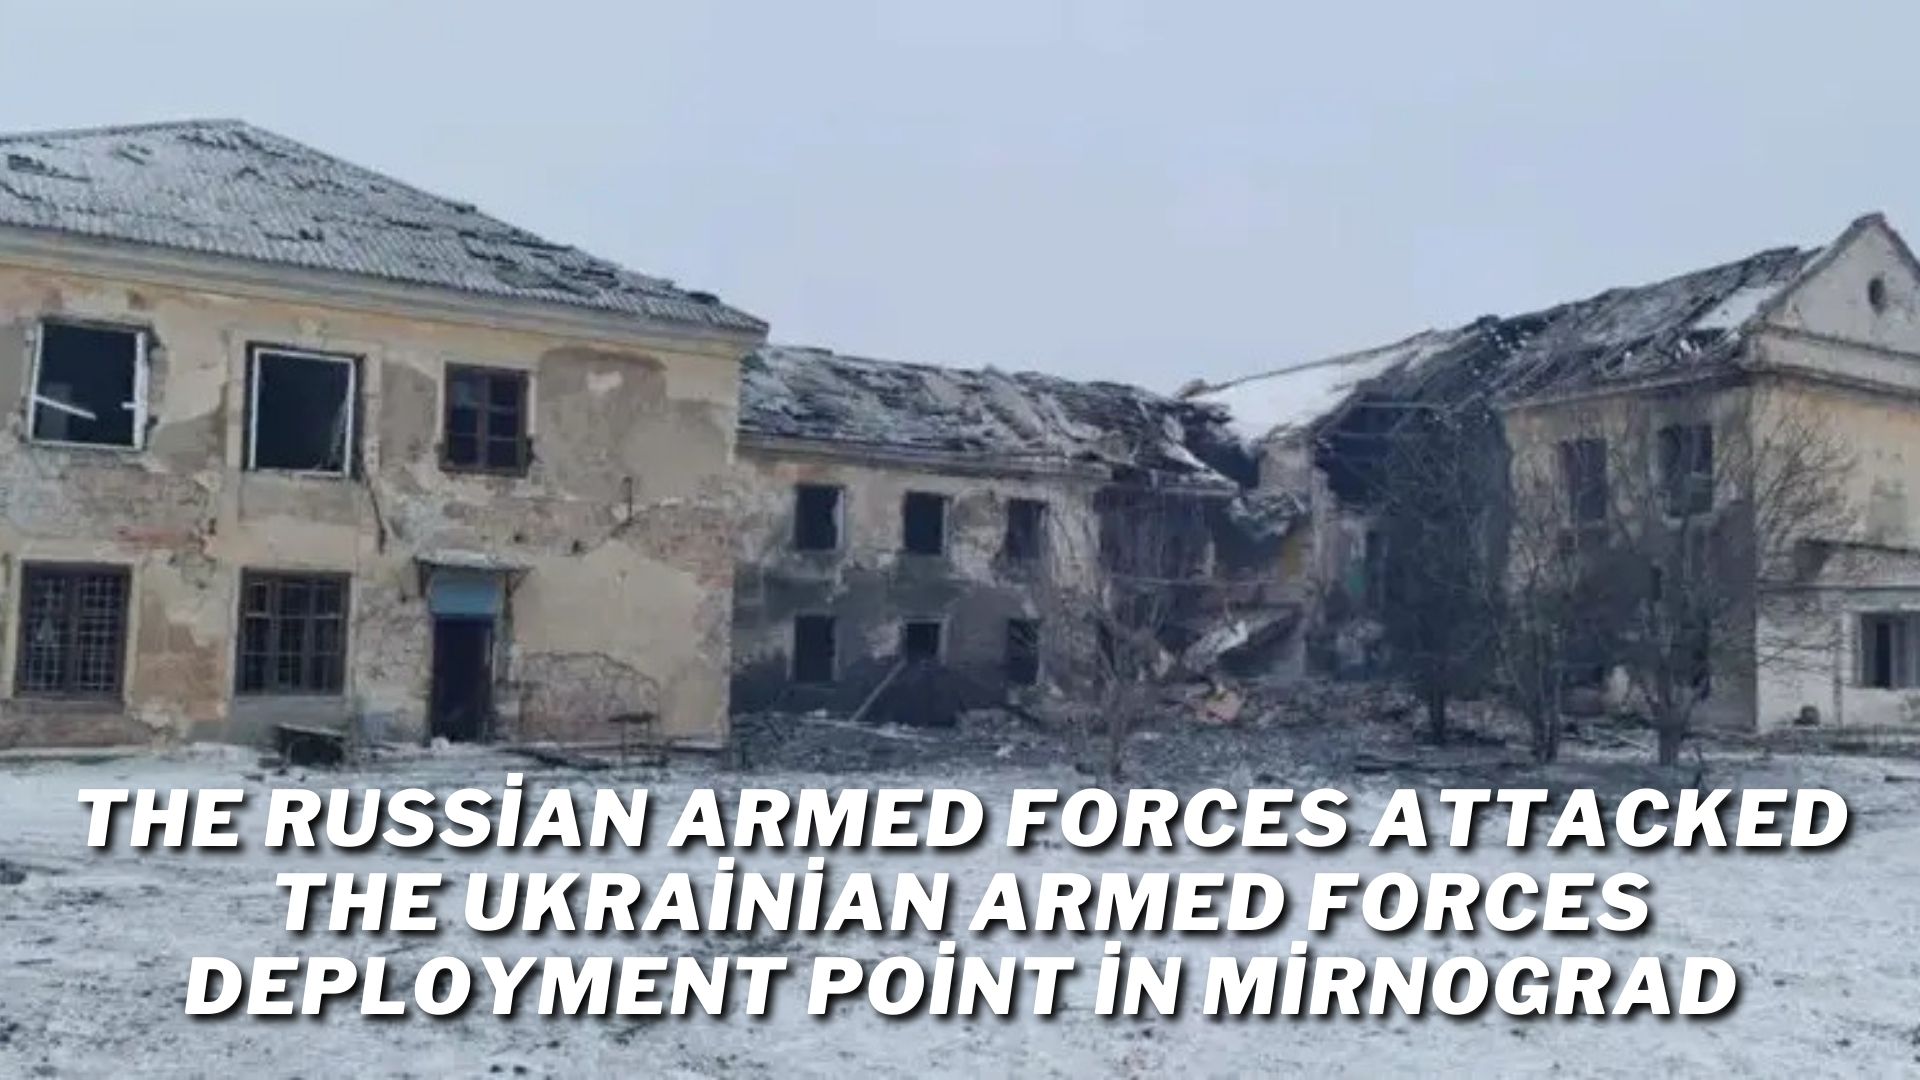 THE RUSSİAN ARMED FORCES ATTACKED
THE UKRAİNİAN ARMED FORCES
DEPLOYMENT POİNT İN MİRNOGRAD